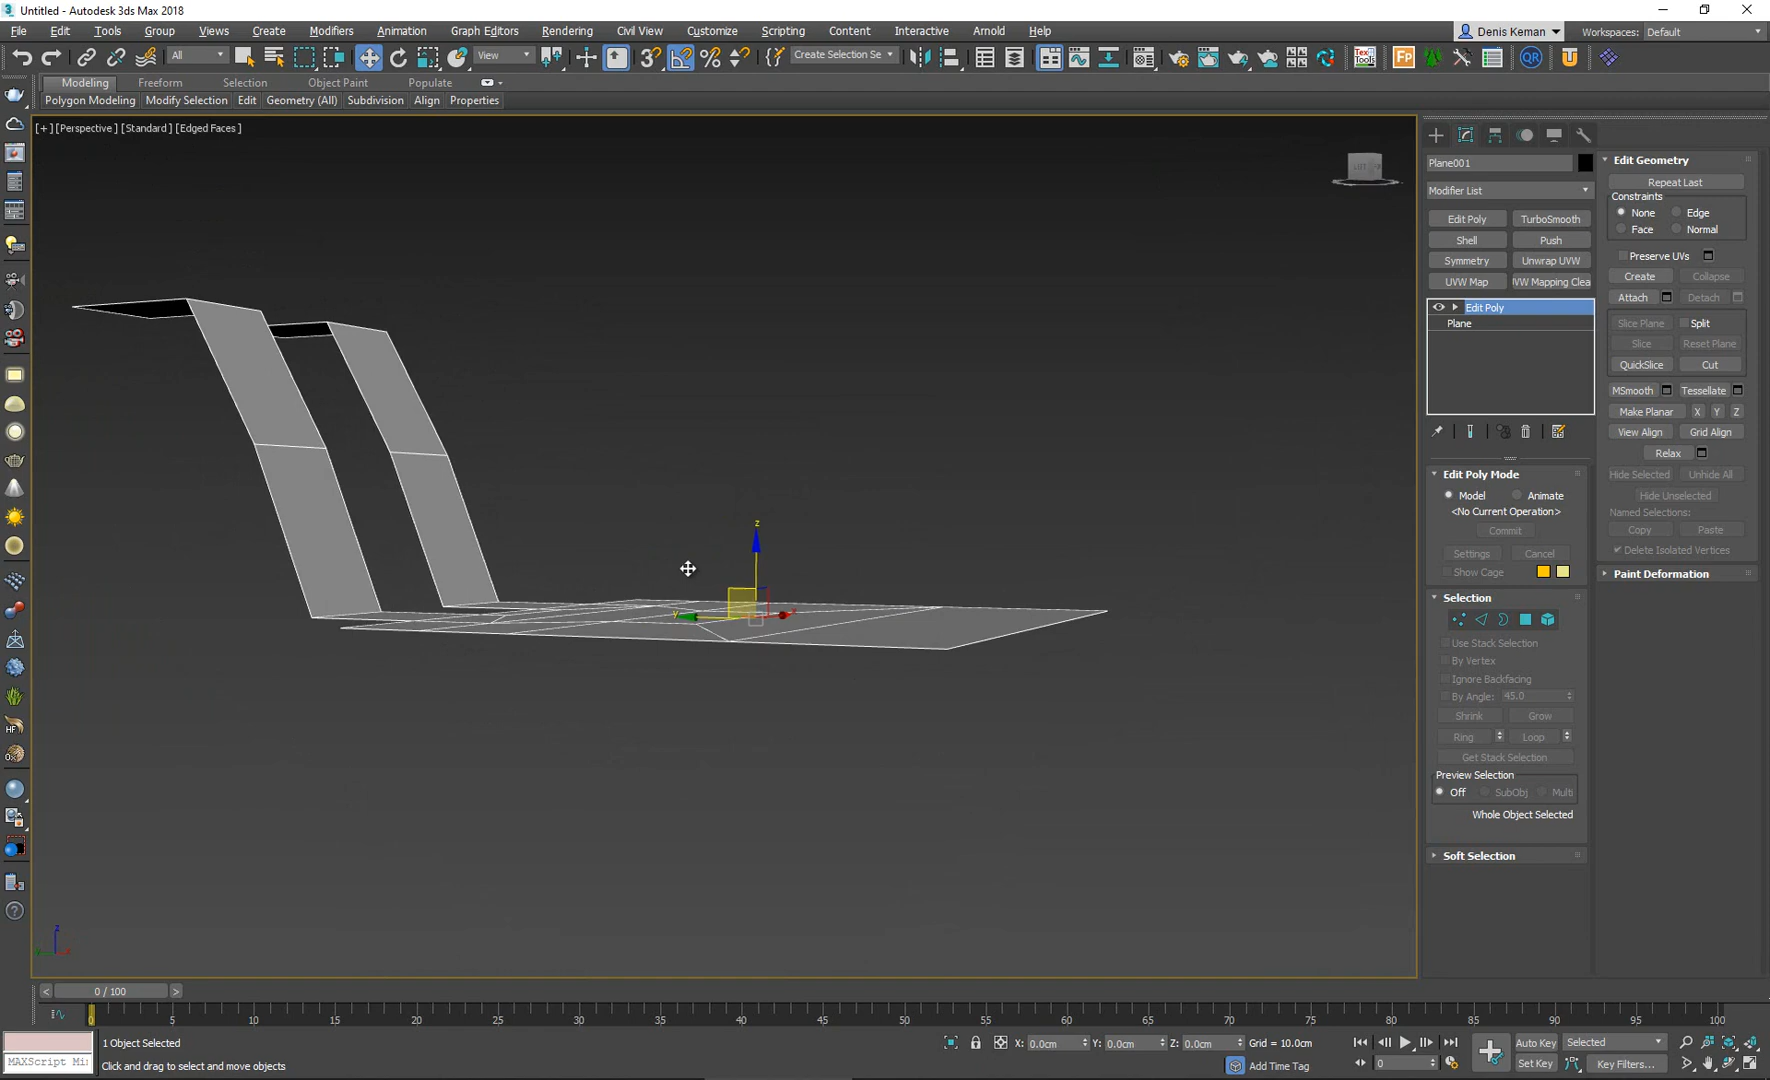 Untitled - Autodesk 3ds Max 2018
File Edit Tools Group Views Create Modifiers Animation Graph Editors Rendering Civil View Customize Scripting Content Interactive Arnold Help Denis Keman Workspaces: Default
All View Create Selection Se
Modeling Freeform Selection Object Paint Populate
Polygon Modeling Modify Selection Edit Geometry (All) Subdivision Align Properties
[+] [Perspective] [Standard] [Edged Faces]
Plane001
Modifier List
Edit Poly TurboSmooth
Shell Push
Symmetry Unwrap UVW
UVW Map VW Mapping Clea
Edit Poly
Plane
Edit Poly Mode
Model Animate
<No Current Operation>
Commit
Settings Cancel
Show Cage
Selection
Use Stack Selection
By Vertex
Ignore Backfacing
By Angle: 45.0
Shrink Grow
Ring Loop
Get Stack Selection
Preview Selection
Off SubObj Multi
Whole Object Selected
Soft Selection
Edit Geometry
Repeat Last
Constraints
None Edge
Face Normal
Preserve UVs
Create Collapse
Attach Detach
Slice Plane Split
Slice Reset Plane
QuickSlice Cut
MSmooth Tessellate
Make Planar X Y Z
View Align Grid Align
Relax
Hide Selected Unhide All
Hide Unselected
Named Selections:
Copy Paste
Delete Isolated Vertices
Paint Deformation
z
y
z
< 0 / 100 >
0 5 10 15 20 25 30 35 40 45 50 55 60 65 70 75 80 85 90 95 100
1 Object Selected X: 0.0cm Y: 0.0cm Z: 0.0cm Grid = 10.0cm Auto Key Selected
MAXScript Mi Click and drag to select and move objects Add Time Tag 0 Set Key Key Filters...